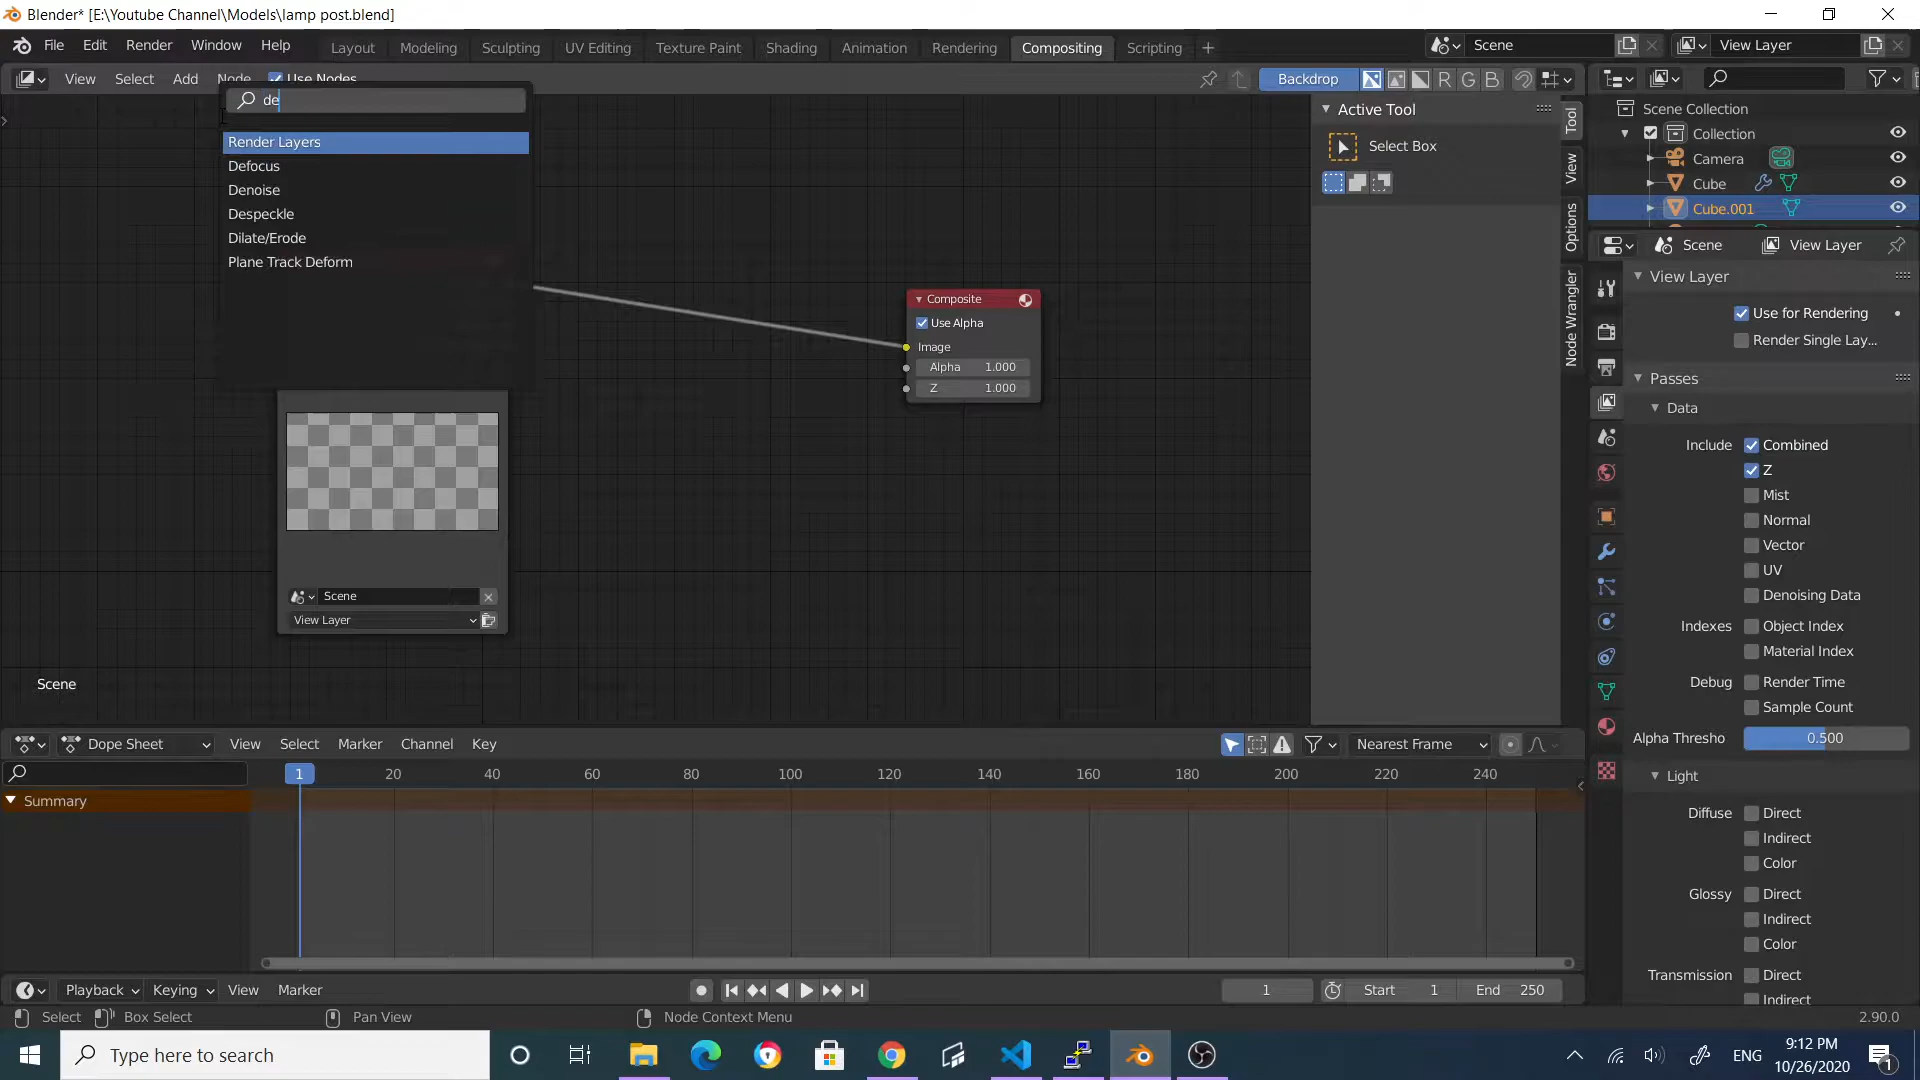 Blender* [E:\Youtube Channel\Models\lamp post.blend]
File Edit Render Window Help Layout Modeling Sculpting UV Editing Texture Paint Shading Animation Rendering Compositing Scripting Scene View Layer
View Select Add Node Use Nodes Backdrop R G B
de
Render Layers
Defocus
Denoise
Despeckle
Dilate/Erode
Plane Track Deform
Composite
Use Alpha
Image
Alpha 1.000
Z 1.000
Scene
View Layer
Scene
Active Tool
Select Box
Tool
View
Options
Node Wrangler
Scene Collection
Collection
Camera
Cube
Cube.001
Scene View Layer
View Layer
Use for Rendering
Render Single Lay...
Passes
Data
Include Combined
Z
Mist
Normal
Vector
UV
Denoising Data
Indexes Object Index
Material Index
Debug Render Time
Sample Count
Alpha Thresho 0.500
Light
Diffuse Direct
Indirect
Color
Glossy Direct
Indirect
Color
Transmission Direct
Indirect
Dope Sheet View Select Marker Channel Key Nearest Frame
1 20 40 60 80 100 120 140 160 180 200 220 240
Summary
Playback Keying View Marker 1 Start 1 End 250
Select Box Select Pan View Node Context Menu 2.90.0
Type here to search ENG 9:12 PM
10/26/2020 1